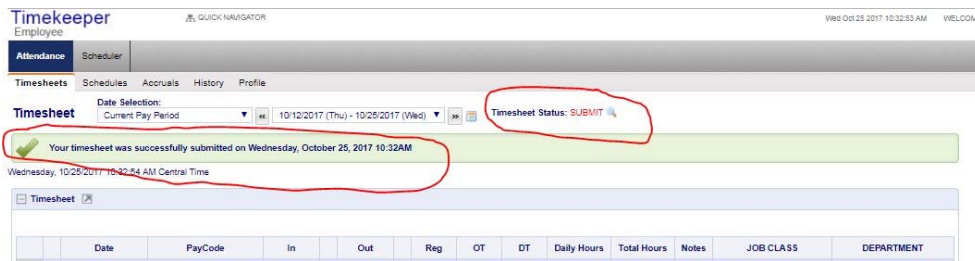 Timekeeper
Employee
QUICK NAVIGATOR
Wed Oct 25 2017 10:32:53 AM WELCOM
Attendance Scheduler
Timesheets Schedules Accruals History Profile
Date Selection:
Timesheet Current Pay Period 10/12/2017 (Thu) - 10/25/2017 (Wed) Timesheet Status: SUBMIT
Your timesheet was successfully submitted on Wednesday, October 25, 2017 10:32AM
Wednesday, 10/25/2017 10:32:54 AM Central Time
Timesheet
Date PayCode In Out Reg OT DT Daily Hours Total Hours Notes JOB CLASS DEPARTMENT